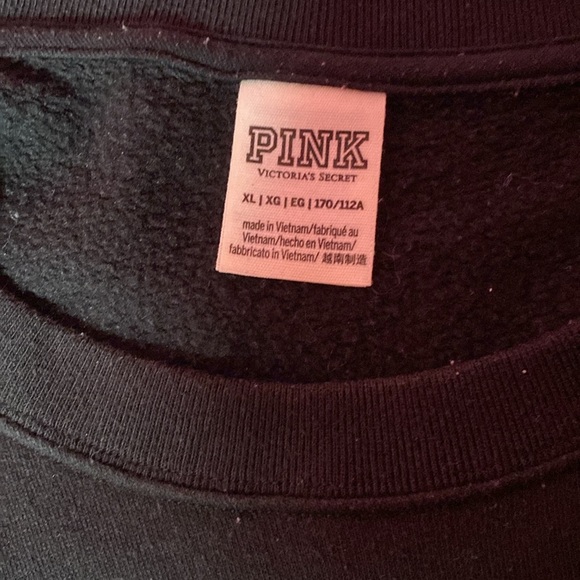 PINK
VICTORIA'S SECRET
XL | XG | EG | 170/112A
made in Vietnam/fabriqué au
Vietnam/hecho en Vietnam/
fabbricato in Vietnam/ 越南制造